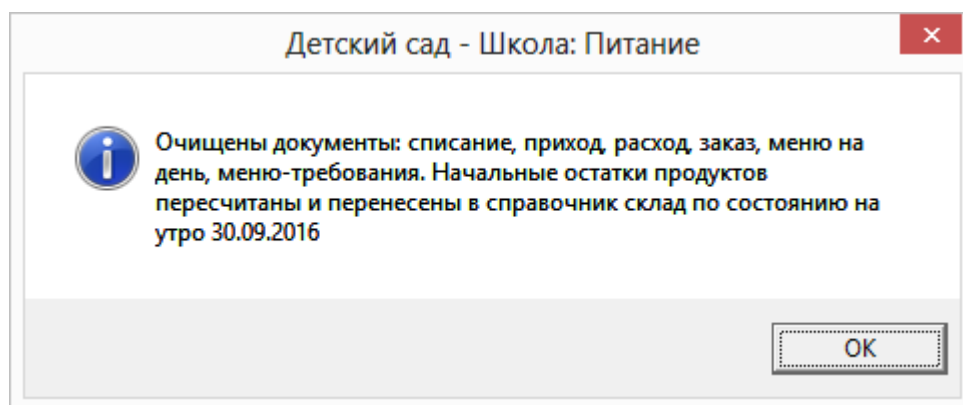 Детский сад - Школа: Питание
Очищены документы: списание, приход, расход, заказ, меню на
день, меню-требования. Начальные остатки продуктов
пересчитаны и перенесены в справочник склад по состоянию на
утро 30.09.2016
OK